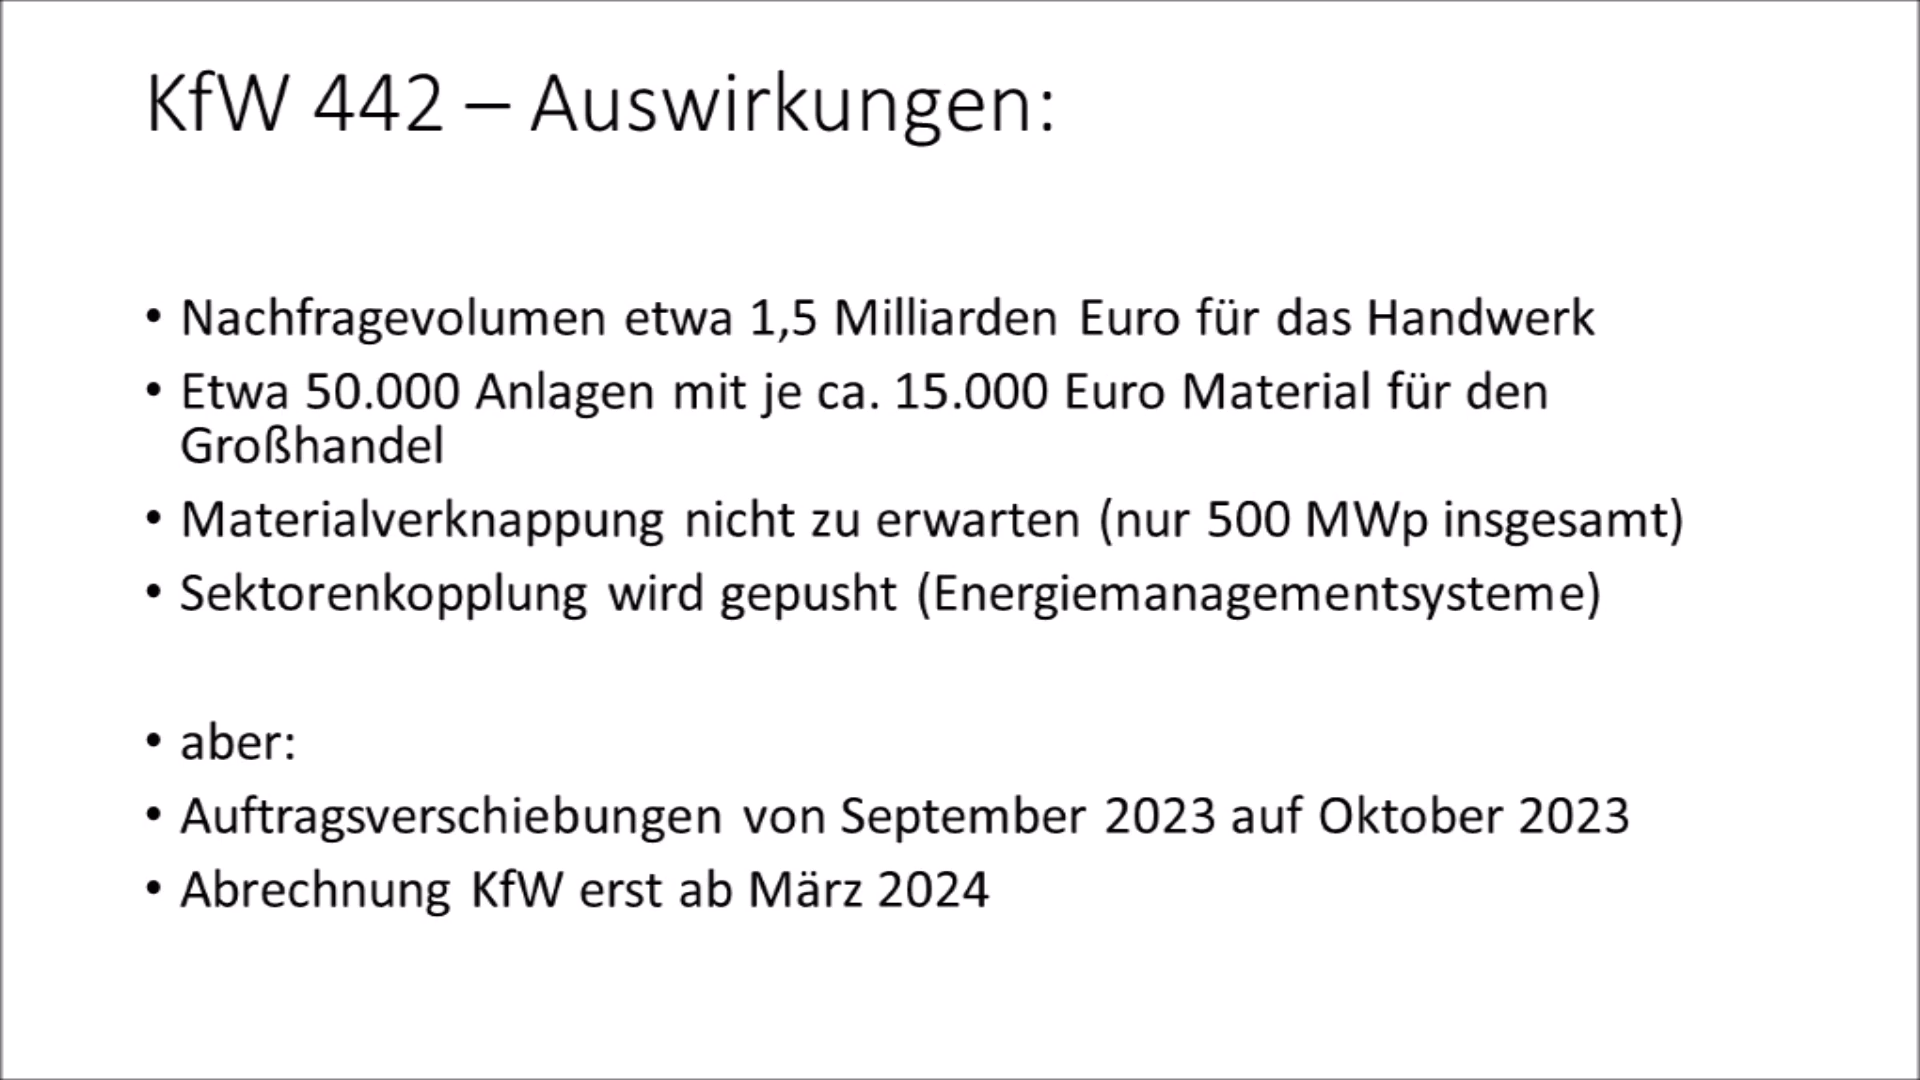 KfW 442 – Auswirkungen:
• Nachfragevolumen etwa 1,5 Milliarden Euro für das Handwerk
• Etwa 50.000 Anlagen mit je ca. 15.000 Euro Material für den
Großhandel
• Materialverknappung nicht zu erwarten (nur 500 MWp insgesamt)
• Sektorenkopplung wird gepusht (Energiemanagementsysteme)
• aber:
• Auftragsverschiebungen von September 2023 auf Oktober 2023
• Abrechnung KfW erst ab März 2024